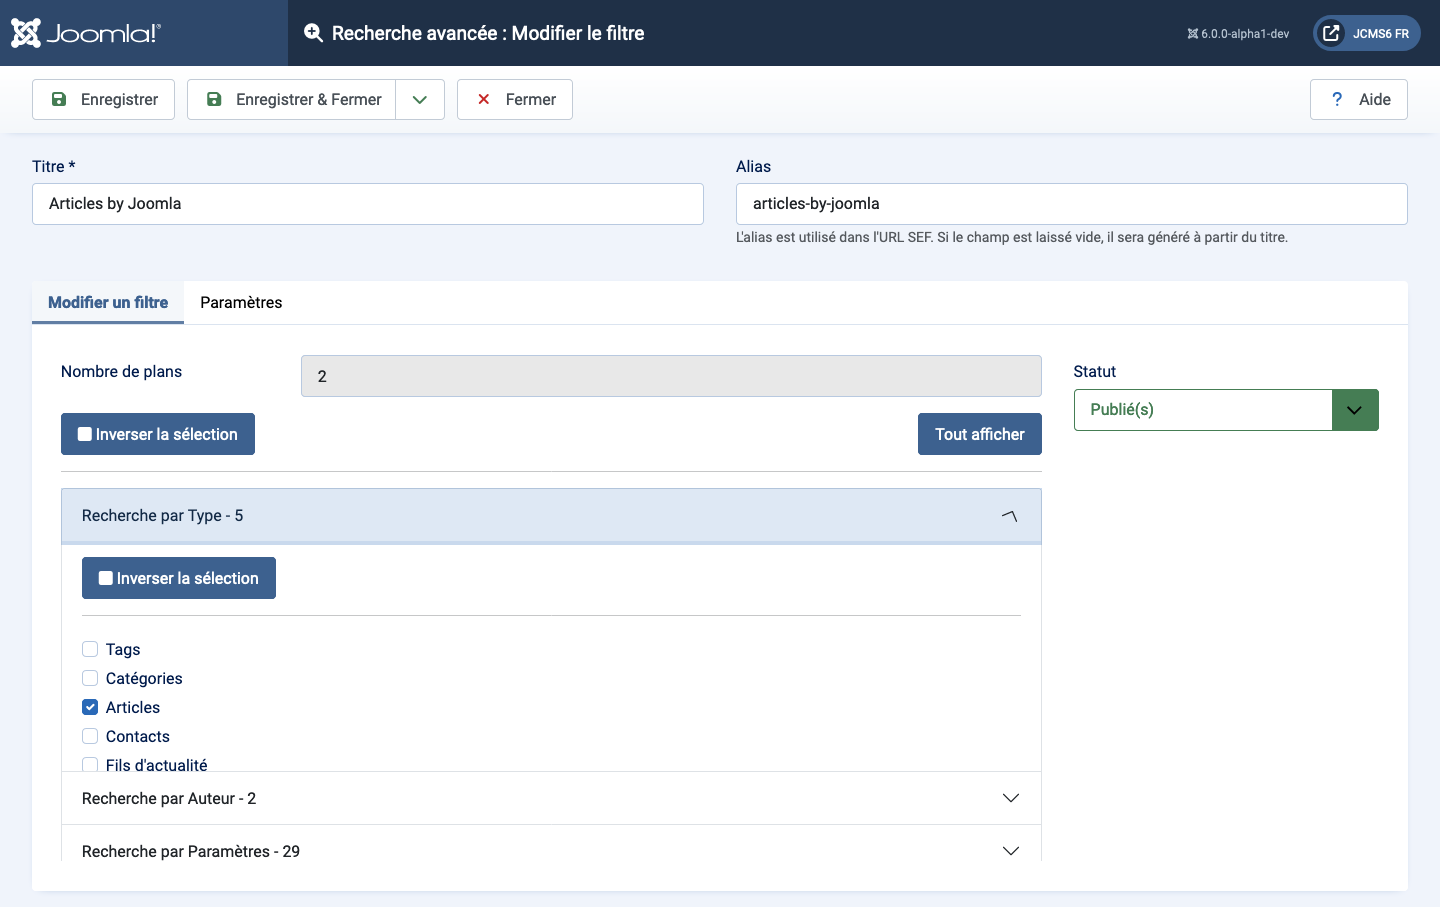 Joomla!®
Recherche avancée : Modifier le filtre
6.0.0-alpha1-dev
JCMS6 FR
Enregistrer
Enregistrer & Fermer
Fermer
? Aide
Titre *
Alias
Articles by Joomla
articles-by-joomla
L'alias est utilisé dans l'URL SEF. Si le champ est laissé vide, il sera généré à partir du titre.
Modifier un filtre
Paramètres
Nombre de plans
2
Statut
Publié(s)
Inverser la sélection
Tout afficher
Recherche par Type - 5
Inverser la sélection
Tags
Catégories
Articles
Contacts
Fils d'actualité
Recherche par Auteur - 2
Recherche par Paramètres - 29